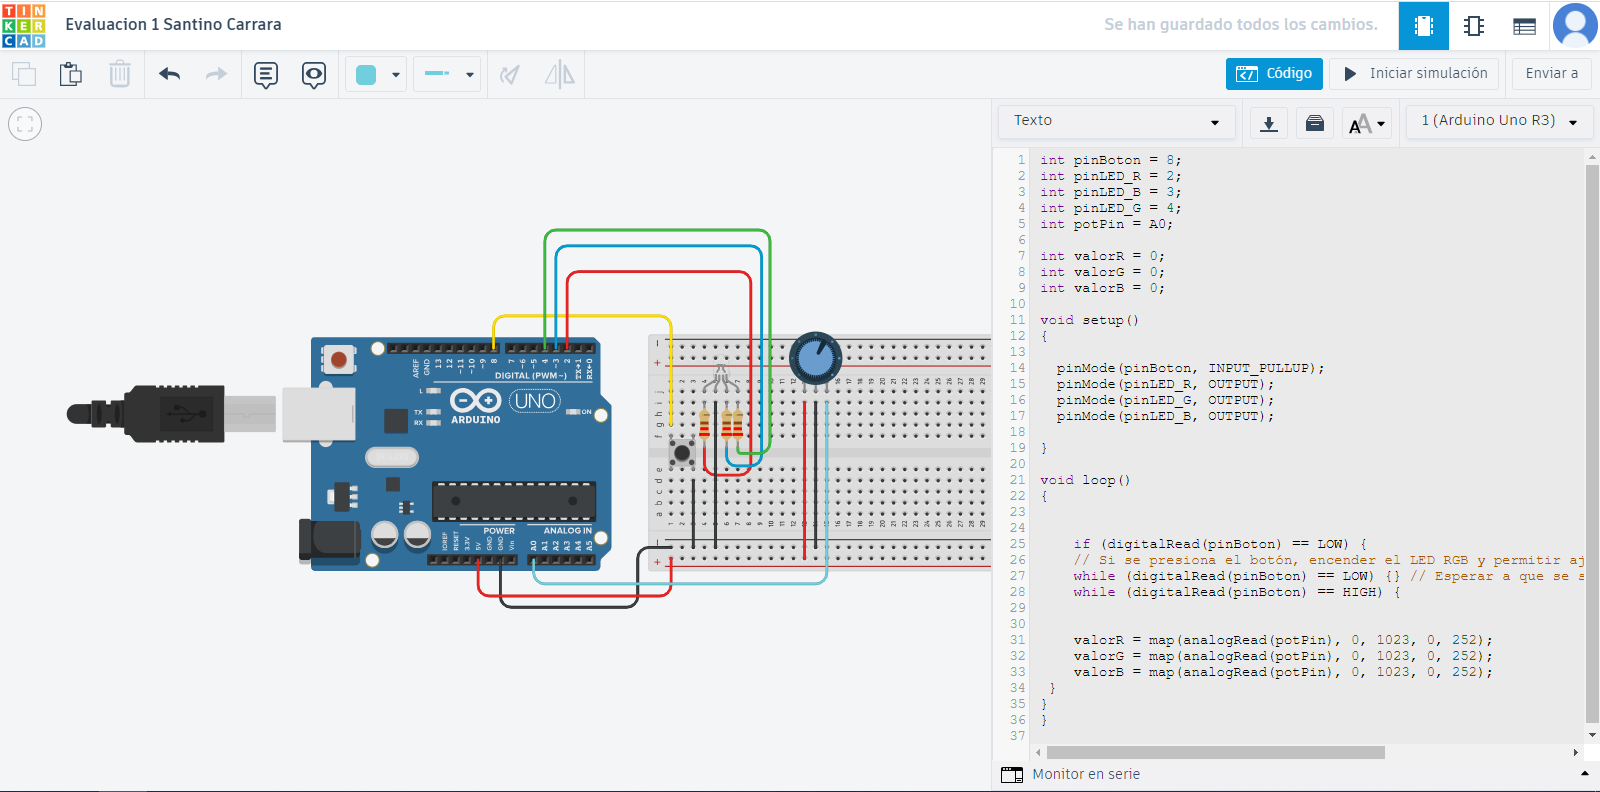 TIN
KER
CAD
Evaluacion 1 Santino Carrara
Se han guardado todos los cambios.
Código
Iniciar simulación
Enviar a
Texto
1 (Arduino Uno R3)
1 int pinBoton = 8;
2 int pinLED_R = 2;
3 int pinLED_B = 3;
4 int pinLED_G = 4;
5 int potPin = A0;
6
7 int valorR = 0;
8 int valorG = 0;
9 int valorB = 0;
10
11 void setup()
12 {
13
14 pinMode(pinBoton, INPUT_PULLUP);
15 pinMode(pinLED_R, OUTPUT);
16 pinMode(pinLED_G, OUTPUT);
17 pinMode(pinLED_B, OUTPUT);
18
19 }
20
21 void loop()
22 {
23
24
25 if (digitalRead(pinBoton) == LOW) {
26 // Si se presiona el botón, encender el LED RGB y permitir aj
27 while (digitalRead(pinBoton) == LOW) {} // Esperar a que se s
28 while (digitalRead(pinBoton) == HIGH) {
29
30
31 valorR = map(analogRead(potPin), 0, 1023, 0, 252);
32 valorG = map(analogRead(potPin), 0, 1023, 0, 252);
33 valorB = map(analogRead(potPin), 0, 1023, 0, 252);
34 }
35 }
36 }
37
Monitor en serie
AREF
GND
13
12
~11
~10
~9
8
7
~6
~5
4
~3
2
TX→1
RX←0
DIGITAL (PWM~)
L
TX
RX
ARDUINO
UNO
ON
POWER
ANALOG IN
IOREF
RESET
3.3V
5V
GND
GND
Vin
A0
A1
A2
A3
A4
A5